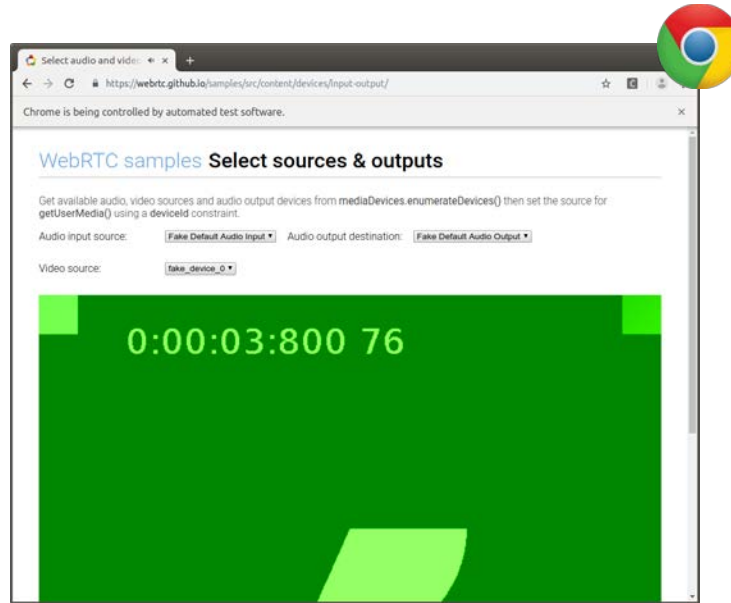 Select audio and video
https://webrtc.github.io/samples/src/content/devices/input-output/
Chrome is being controlled by automated test software.
WebRTC samples Select sources & outputs
Get available audio, video sources and audio output devices from mediaDevices.enumerateDevices() then set the source for
getUserMedia() using a deviceId constraint.
Audio input source: Fake Default Audio Input Audio output destination: Fake Default Audio Output
Video source: fake_device_0
0:00:03:800 76